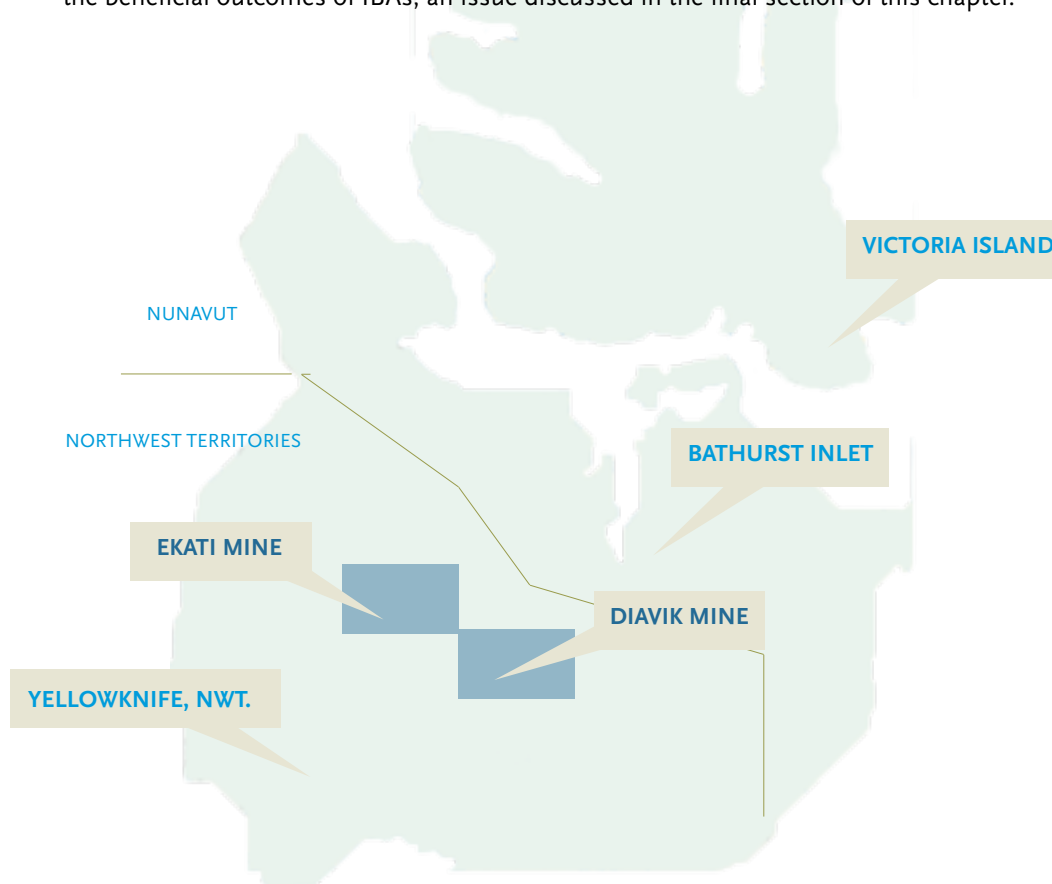 the beneficial outcomes of IBAs, an issue discussed in the final section of this chapter.
VICTORIA ISLAND
NUNAVUT
NORTHWEST TERRITORIES
BATHURST INLET
EKATI MINE
DIAVIK MINE
YELLOWKNIFE, NWT.